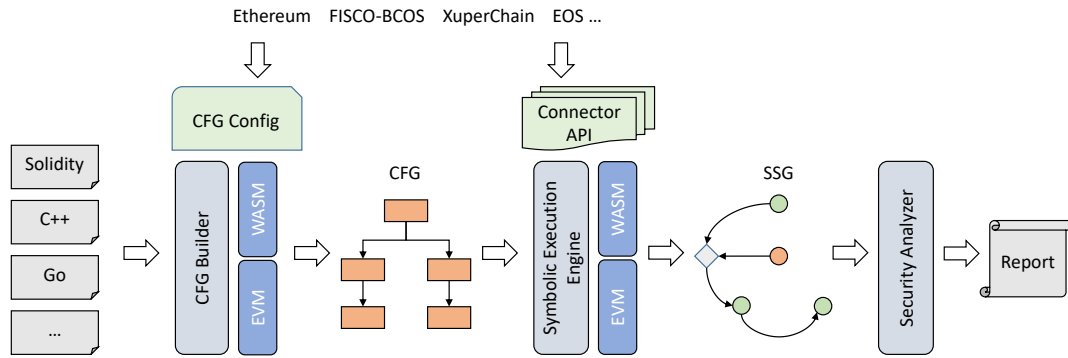 Ethereum FISCO-BCOS XuperChain EOS ...
CFG Config
Connector
API
Solidity
C++
Go
...
CFG Builder
WASM
EVM
CFG
Symbolic Execution
Engine
WASM
EVM
SSG
Security Analyzer
Report